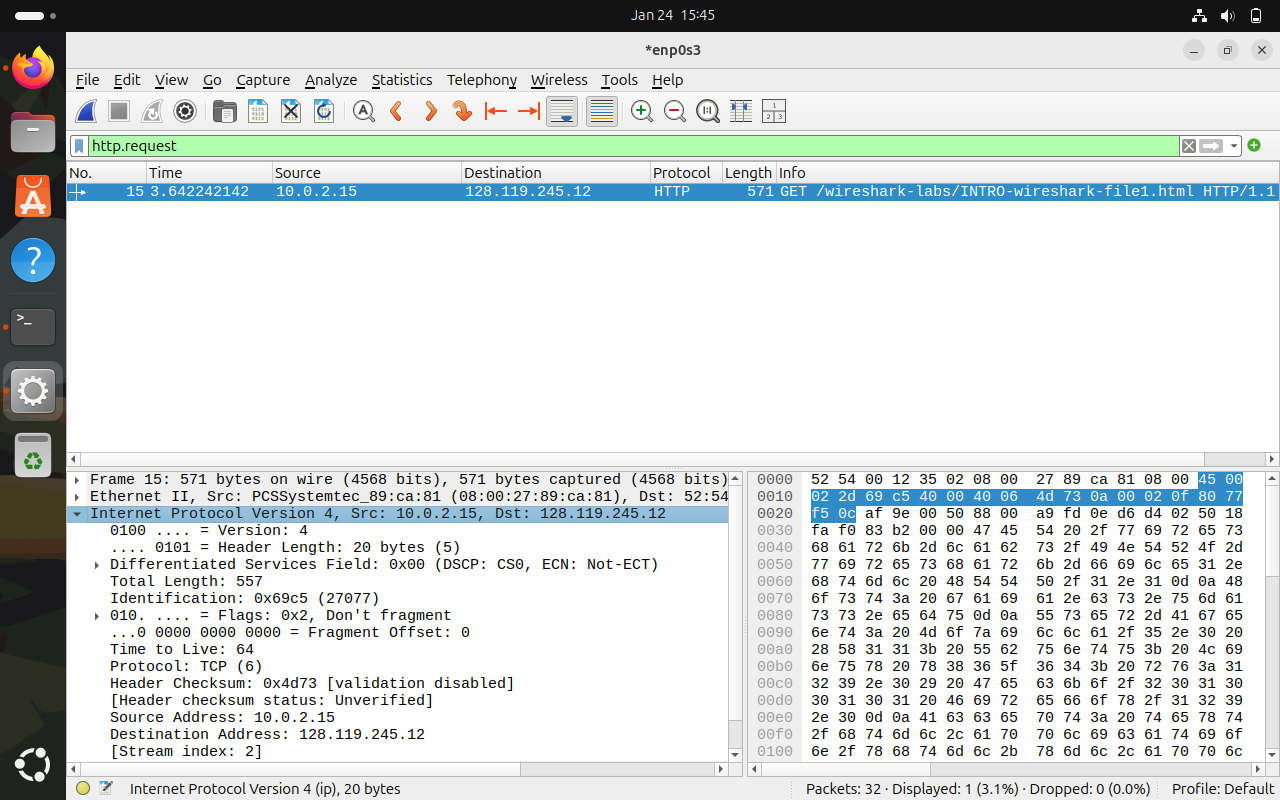 Jan 24 15:45
*enp0s3
File Edit View Go Capture Analyze Statistics Telephony Wireless Tools Help
http.request
No. Time Source Destination Protocol Length Info
15 3.642242142 10.0.2.15 128.119.245.12 HTTP 571 GET /wireshark-labs/INTRO-wireshark-file1.html HTTP/1.1
Frame 15: 571 bytes on wire (4568 bits), 571 bytes captured (4568 bits)
Ethernet II, Src: PCSSystemtec_89:ca:81 (08:00:27:89:ca:81), Dst: 52:54
Internet Protocol Version 4, Src: 10.0.2.15, Dst: 128.119.245.12
0100 .... = Version: 4
.... 0101 = Header Length: 20 bytes (5)
Differentiated Services Field: 0x00 (DSCP: CS0, ECN: Not-ECT)
Total Length: 557
Identification: 0x69c5 (27077)
010. .... = Flags: 0x2, Don't fragment
...0 0000 0000 0000 = Fragment Offset: 0
Time to Live: 64
Protocol: TCP (6)
Header Checksum: 0x4d73 [validation disabled]
[Header checksum status: Unverified]
Source Address: 10.0.2.15
Destination Address: 128.119.245.12
[Stream index: 2]
0000 52 54 00 12 35 02 08 00 27 89 ca 81 08 00 45 00
0010 02 2d 69 c5 40 00 40 06 4d 73 0a 00 02 0f 80 77
0020 f5 0c af 9e 00 50 88 00 a9 fd 0e d6 d4 02 50 18
0030 fa f0 83 b2 00 00 47 45 54 20 2f 77 69 72 65 73
0040 68 61 72 6b 2d 6c 61 62 73 2f 49 4e 54 52 4f 2d
0050 77 69 72 65 73 68 61 72 6b 2d 66 69 6c 65 31 2e
0060 68 74 6d 6c 20 48 54 54 50 2f 31 2e 31 0d 0a 48
0070 6f 73 74 3a 20 67 61 69 61 2e 63 73 2e 75 6d 61
0080 73 73 2e 65 64 75 0d 0a 55 73 65 72 2d 41 67 65
0090 6e 74 3a 20 4d 6f 7a 69 6c 6c 61 2f 35 2e 30 20
00a0 28 58 31 31 3b 20 55 62 75 6e 74 75 3b 20 4c 69
00b0 6e 75 78 20 78 38 36 5f 36 34 3b 20 72 76 3a 31
00c0 32 39 2e 30 29 20 47 65 63 6b 6f 2f 32 30 31 30
00d0 30 31 30 31 20 46 69 72 65 66 6f 78 2f 31 32 39
00e0 2e 30 0d 0a 41 63 63 65 70 74 3a 20 74 65 78 74
00f0 2f 68 74 6d 6c 2c 61 70 70 6c 69 63 61 74 69 6f
0100 6e 2f 78 68 74 6d 6c 2b 78 6d 6c 2c 61 70 70 6c
Internet Protocol Version 4 (ip), 20 bytes
Packets: 32 · Displayed: 1 (3.1%) · Dropped: 0 (0.0%)
Profile: Default